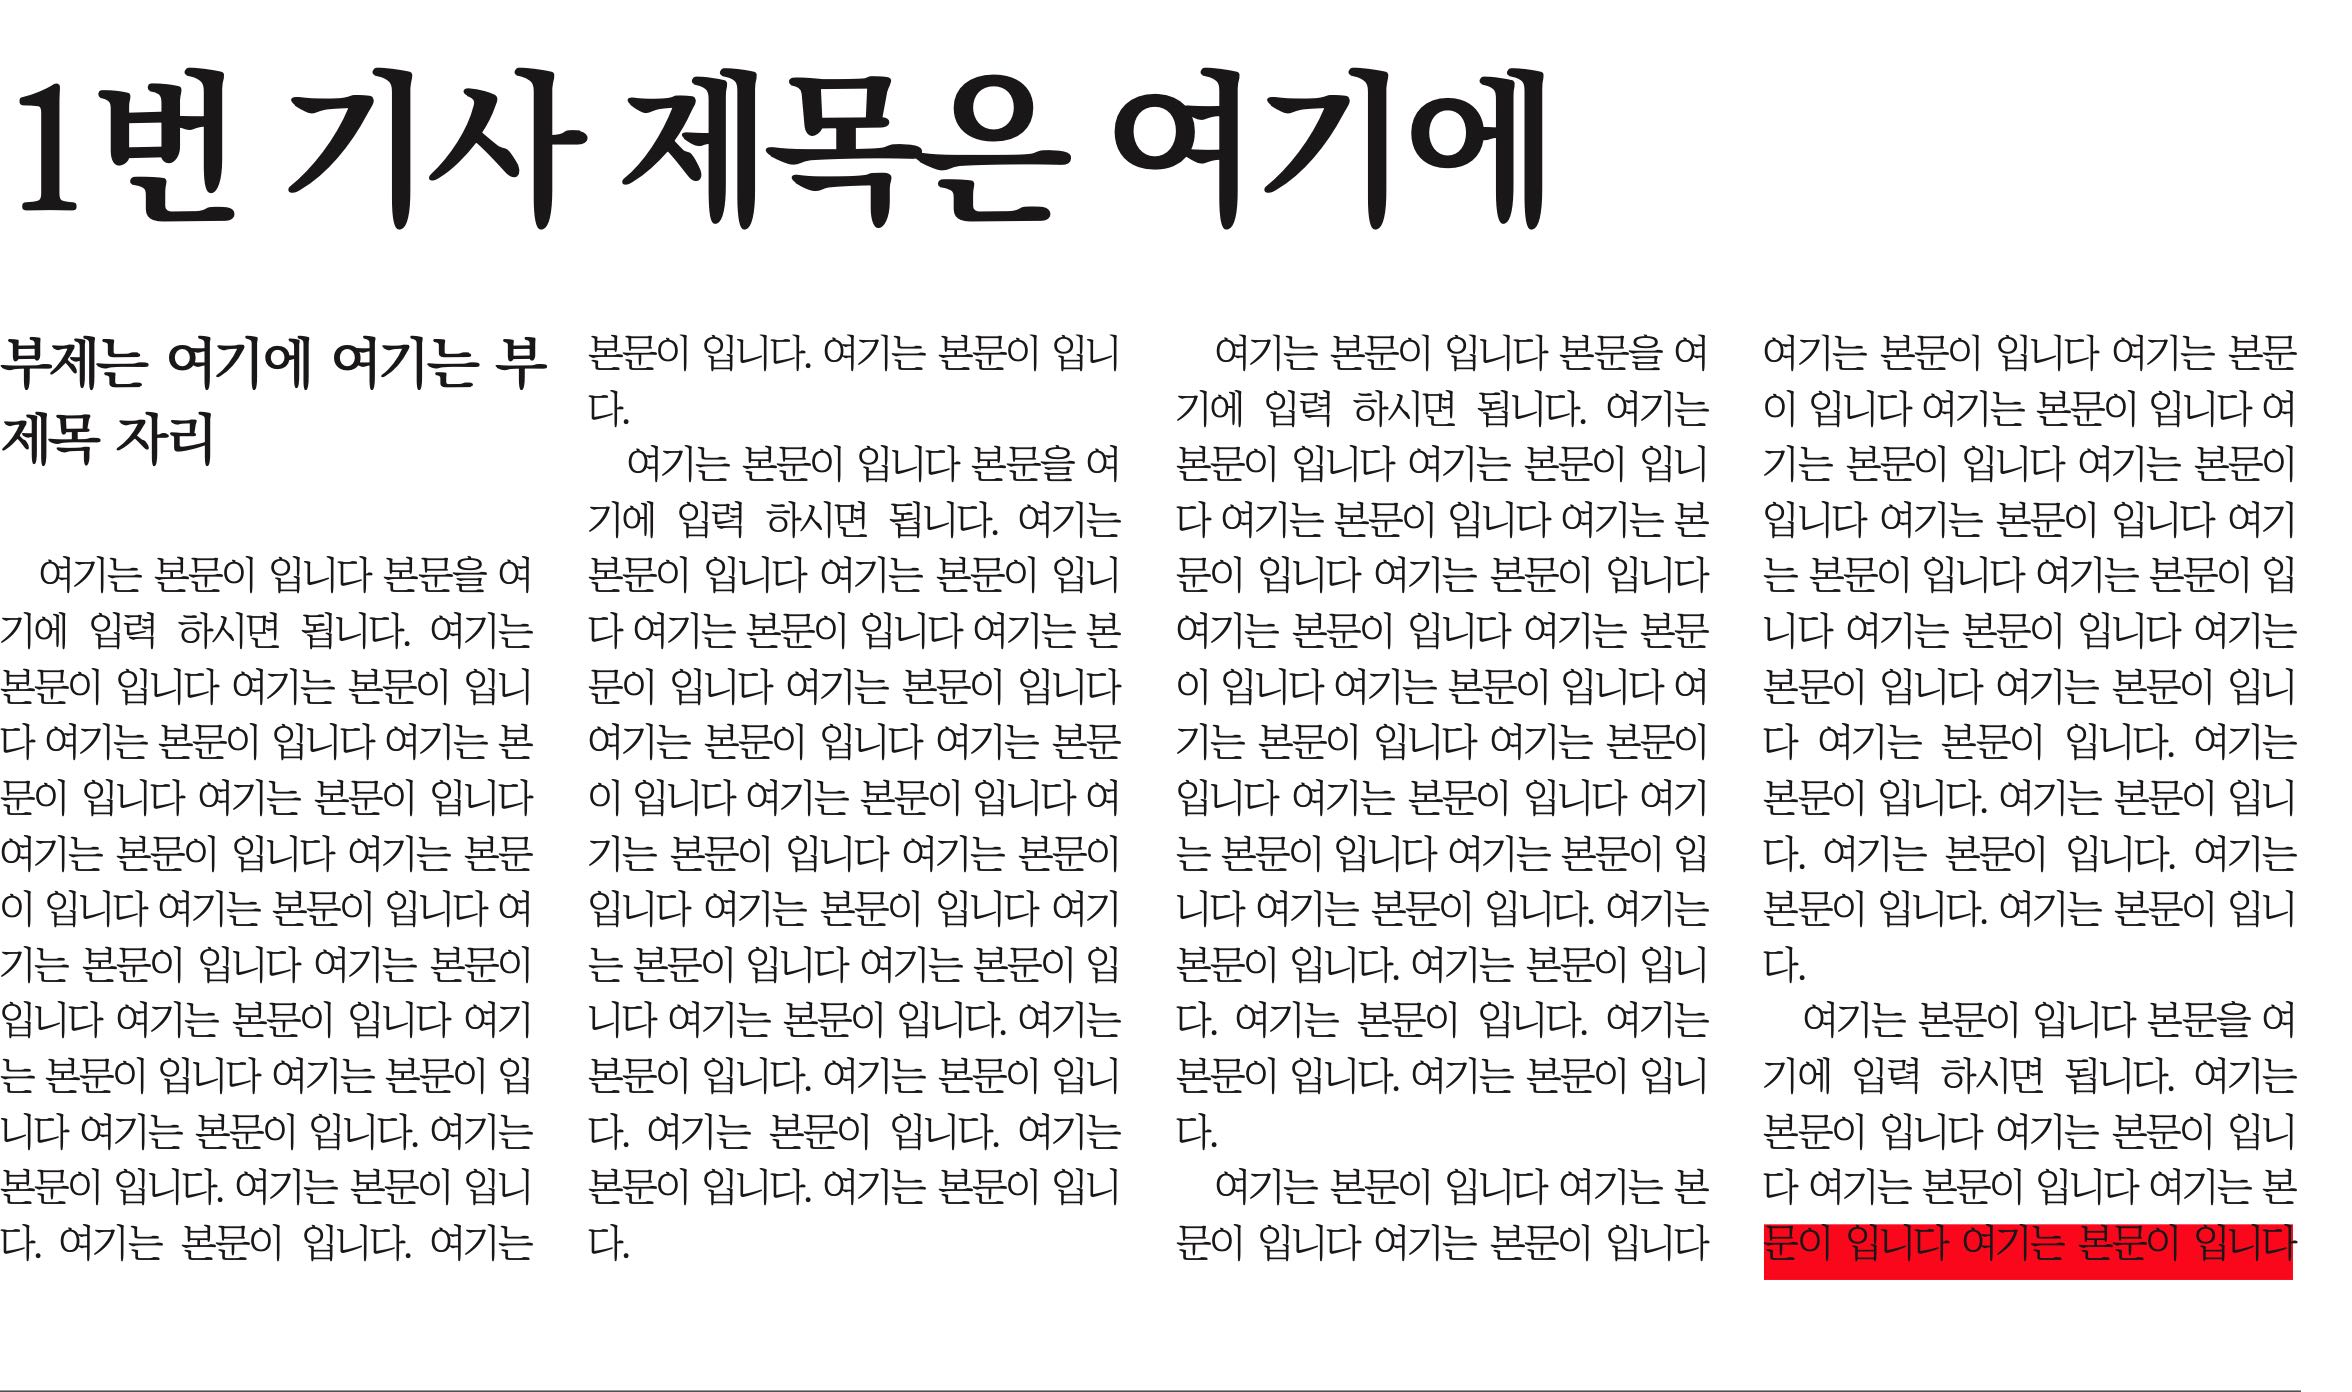 1번 기사 제목은 여기에
부제는 여기에 여기는 부
제목 자리
여기는 본문이 입니다 본문을 여
기에 입력 하시면 됩니다. 여기는
본문이 입니다 여기는 본문이 입니
다 여기는 본문이 입니다 여기는 본
문이 입니다 여기는 본문이 입니다
여기는 본문이 입니다 여기는 본문
이 입니다 여기는 본문이 입니다 여
기는 본문이 입니다 여기는 본문이
입니다 여기는 본문이 입니다 여기
는 본문이 입니다 여기는 본문이 입
니다 여기는 본문이 입니다. 여기는
본문이 입니다. 여기는 본문이 입니
다. 여기는 본문이 입니다. 여기는
본문이 입니다. 여기는 본문이 입니
다.
여기는 본문이 입니다 본문을 여
기에 입력 하시면 됩니다. 여기는
본문이 입니다 여기는 본문이 입니
다 여기는 본문이 입니다 여기는 본
문이 입니다 여기는 본문이 입니다
여기는 본문이 입니다 여기는 본문
이 입니다 여기는 본문이 입니다 여
기는 본문이 입니다 여기는 본문이
입니다 여기는 본문이 입니다 여기
는 본문이 입니다 여기는 본문이 입
니다 여기는 본문이 입니다. 여기는
본문이 입니다. 여기는 본문이 입니
다. 여기는 본문이 입니다. 여기는
본문이 입니다. 여기는 본문이 입니
다.
여기는 본문이 입니다 본문을 여
기에 입력 하시면 됩니다. 여기는
본문이 입니다 여기는 본문이 입니
다 여기는 본문이 입니다 여기는 본
문이 입니다 여기는 본문이 입니다
여기는 본문이 입니다 여기는 본문
이 입니다 여기는 본문이 입니다 여
기는 본문이 입니다 여기는 본문이
입니다 여기는 본문이 입니다 여기
는 본문이 입니다 여기는 본문이 입
니다 여기는 본문이 입니다. 여기는
본문이 입니다. 여기는 본문이 입니
다. 여기는 본문이 입니다. 여기는
본문이 입니다. 여기는 본문이 입니
다.
여기는 본문이 입니다 여기는 본
문이 입니다 여기는 본문이 입니다
여기는 본문이 입니다 여기는 본문
이 입니다 여기는 본문이 입니다 여
기는 본문이 입니다 여기는 본문이
입니다 여기는 본문이 입니다 여기
는 본문이 입니다 여기는 본문이 입
니다 여기는 본문이 입니다 여기는
본문이 입니다 여기는 본문이 입니
다 여기는 본문이 입니다. 여기는
본문이 입니다. 여기는 본문이 입니
다. 여기는 본문이 입니다. 여기는
본문이 입니다. 여기는 본문이 입니
다.
여기는 본문이 입니다 본문을 여
기에 입력 하시면 됩니다. 여기는
본문이 입니다 여기는 본문이 입니
다 여기는 본문이 입니다 여기는 본
문이 입니다 여기는 본문이 입니다